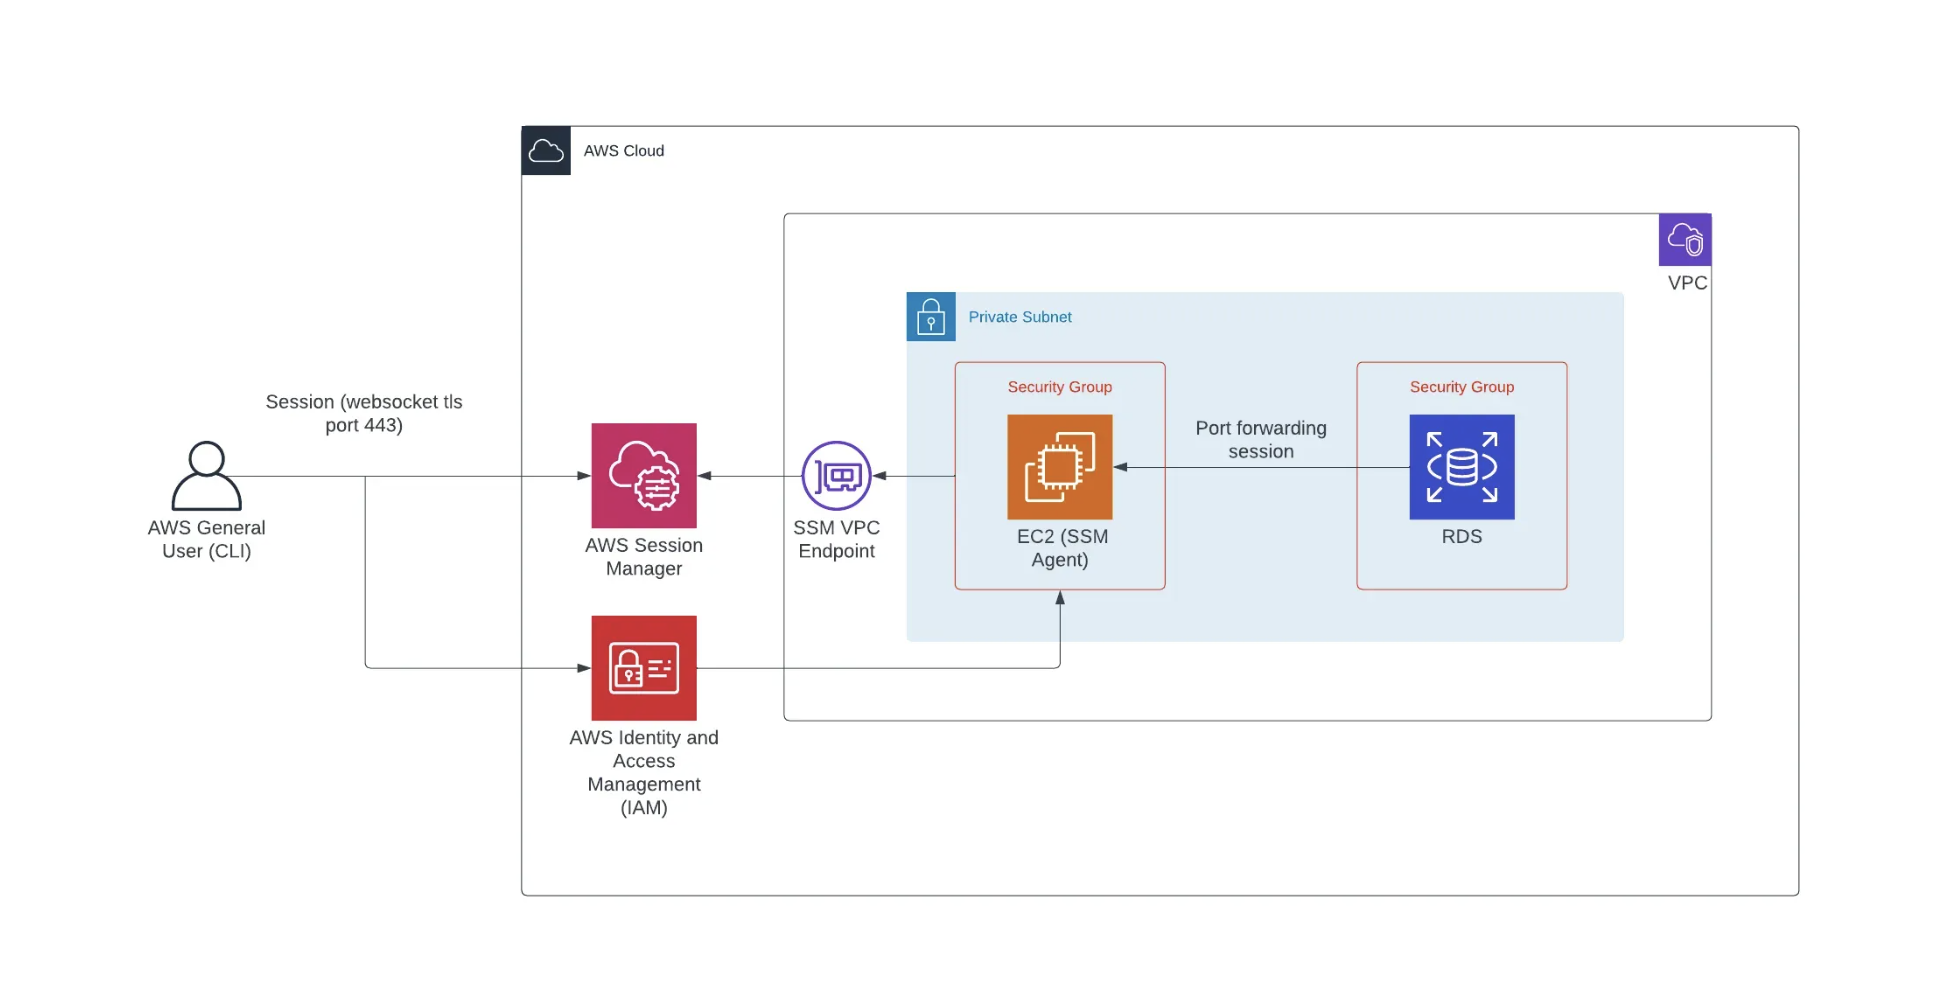 AWS Cloud
VPC
Private Subnet
Security Group
Security Group
Session (websocket tls
port 443)
Port forwarding
session
AWS General
User (CLI)
AWS Session
Manager
SSM VPC
Endpoint
EC2 (SSM
Agent)
RDS
AWS Identity and
Access
Management
(IAM)